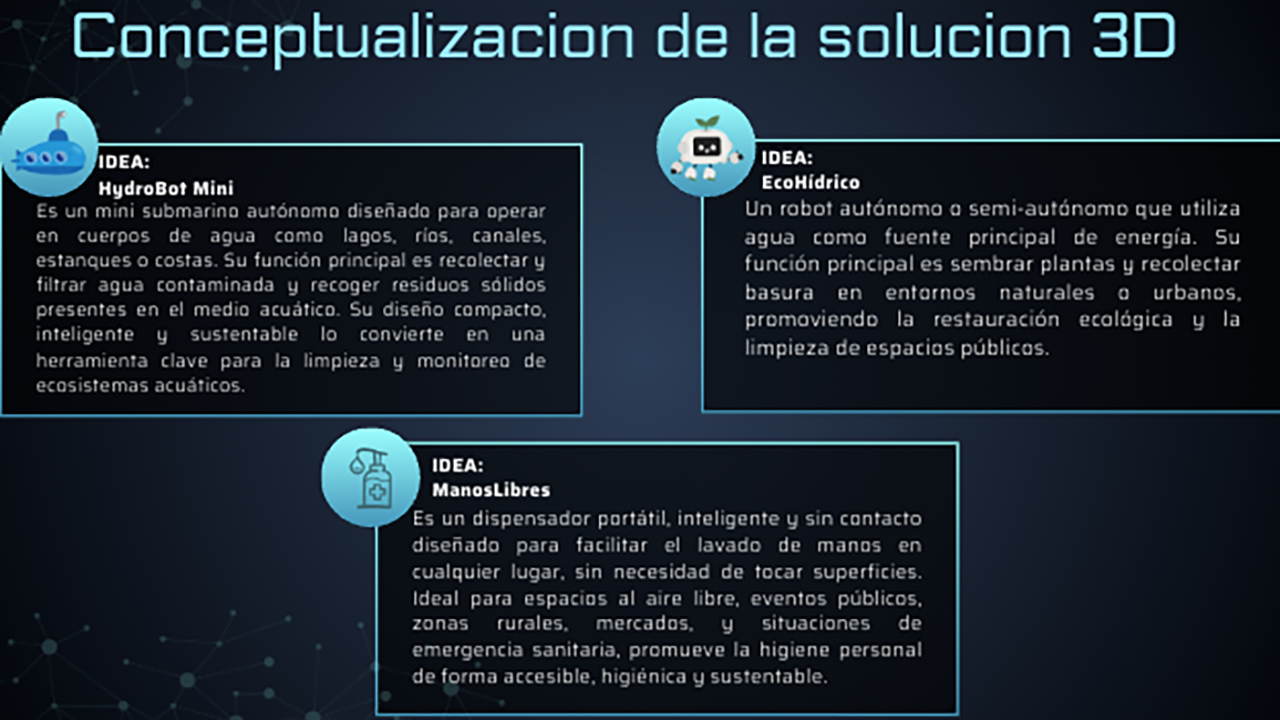 Conceptualizacion de la solucion 3D
IDEA:
HydroBot Mini
Es un mini submarino autónomo diseñado para operar
en cuerpos de agua como lagos, ríos, canales,
estanques o costas. Su función principal es recolectar y
filtrar agua contaminada y recoger residuos sólidos
presentes en el medio acuático. Su diseño compacto,
inteligente y sustentable lo convierte en una
herramienta clave para la limpieza y monitoreo de
ecosistemas acuáticos.
IDEA:
EcoHídrico
Un robot autónomo o semi-autónomo que utiliza
agua como fuente principal de energía. Su
función principal es sembrar plantas y recolectar
basura en entornos naturales o urbanos,
promoviendo la restauración ecológica y la
limpieza de espacios públicos.
IDEA:
ManosLibres
Es un dispensador portátil, inteligente y sin contacto
diseñado para facilitar el lavado de manos en
cualquier lugar, sin necesidad de tocar superficies.
Ideal para espacios al aire libre, eventos públicos,
zonas rurales, mercados, y situaciones de
emergencia sanitaria, promueve la higiene personal
de forma accesible, higiénica y sustentable.